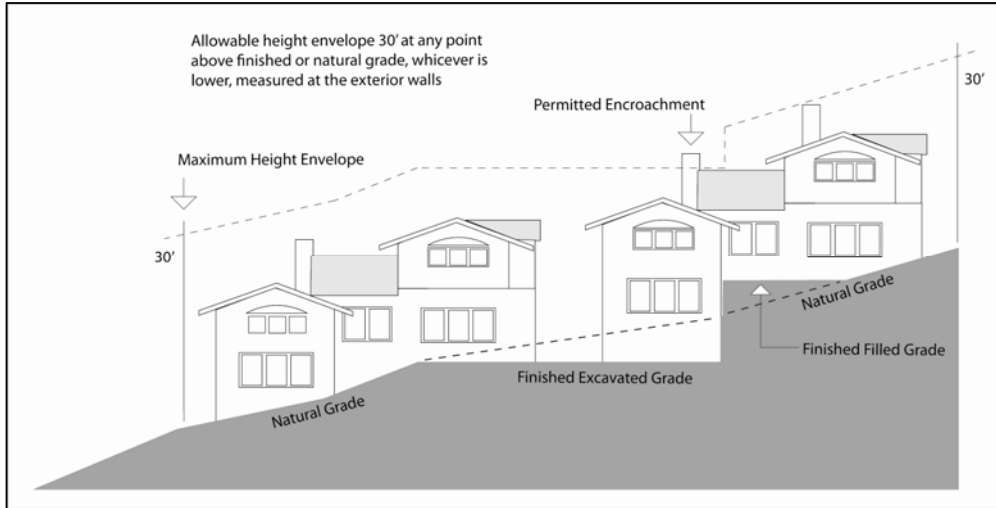 Allowable height envelope 30' at any point
above finished or natural grade, whicever is
lower, measured at the exterior walls
30'
Permitted Encroachment
Maximum Height Envelope
30'
Natural Grade
Finished Filled Grade
Finished Excavated Grade
Natural Grade